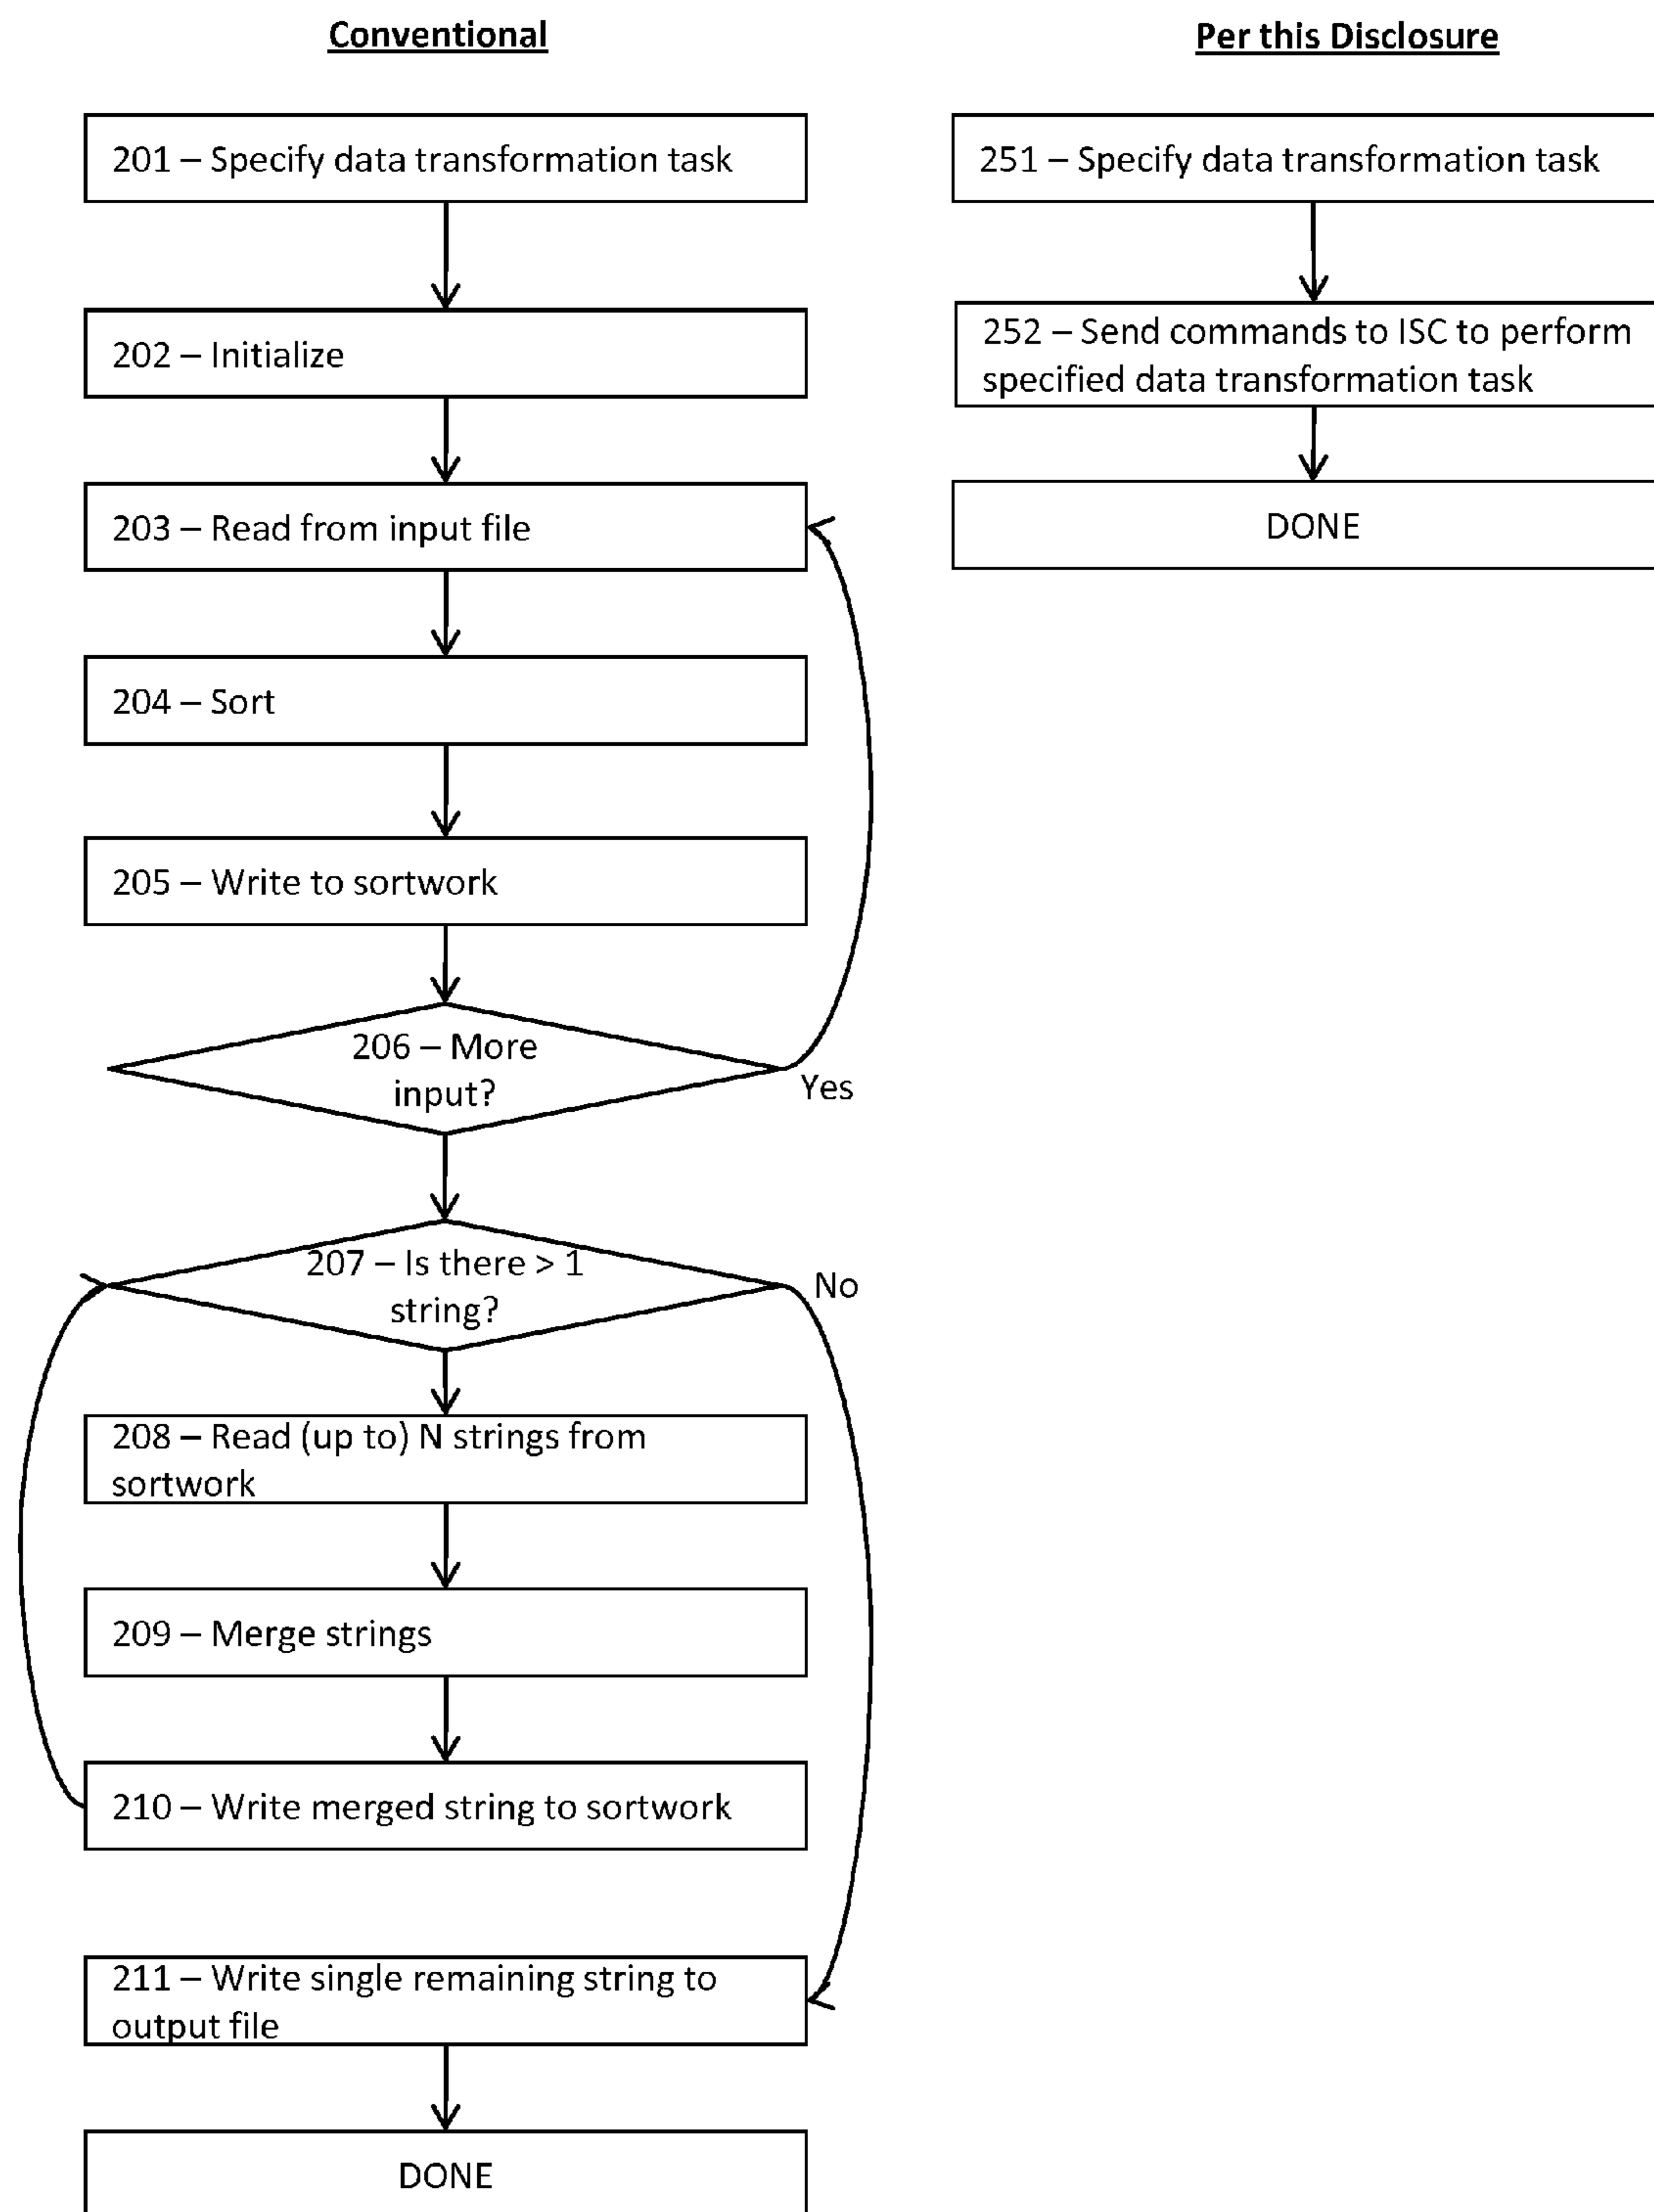 Conventional
201 – Specify data transformation task
202 – Initialize
203 – Read from input file
204 – Sort
205 – Write to sortwork
206 – More
input?
Yes
207 – Is there > 1
string?
No
208 – Read (up to) N strings from
sortwork
209 – Merge strings
210 – Write merged string to sortwork
211 – Write single remaining string to
output file
DONE
Per this Disclosure
251 – Specify data transformation task
252 – Send commands to ISC to perform
specified data transformation task
DONE